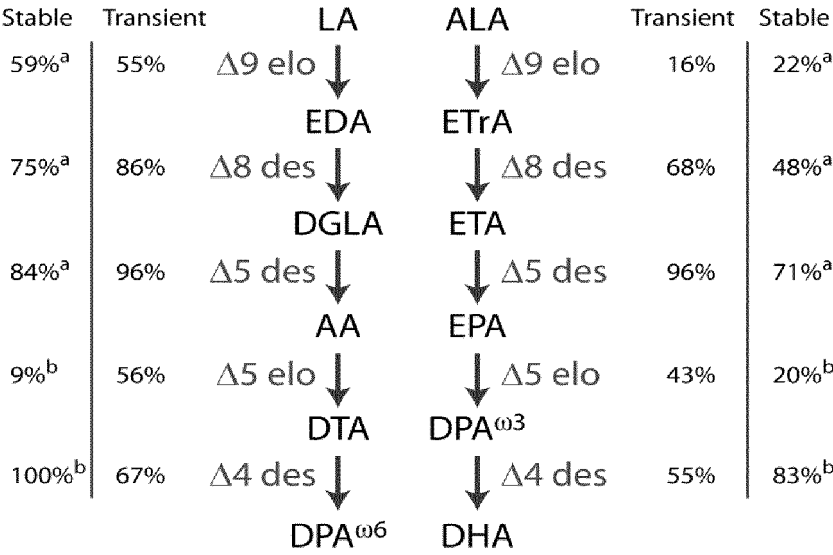 Stable Transient LA ALA Transient Stable
59%ᵃ 55% Δ9 elo Δ9 elo 16% 22%ᵃ
EDA ETrA
75%ᵃ 86% Δ8 des Δ8 des 68% 48%ᵃ
DGLA ETA
84%ᵃ 96% Δ5 des Δ5 des 96% 71%ᵃ
AA EPA
9%ᵇ 56% Δ5 elo Δ5 elo 43% 20%ᵇ
DTA DPAω3
100%ᵇ 67% Δ4 des Δ4 des 55% 83%ᵇ
DPAω6 DHA